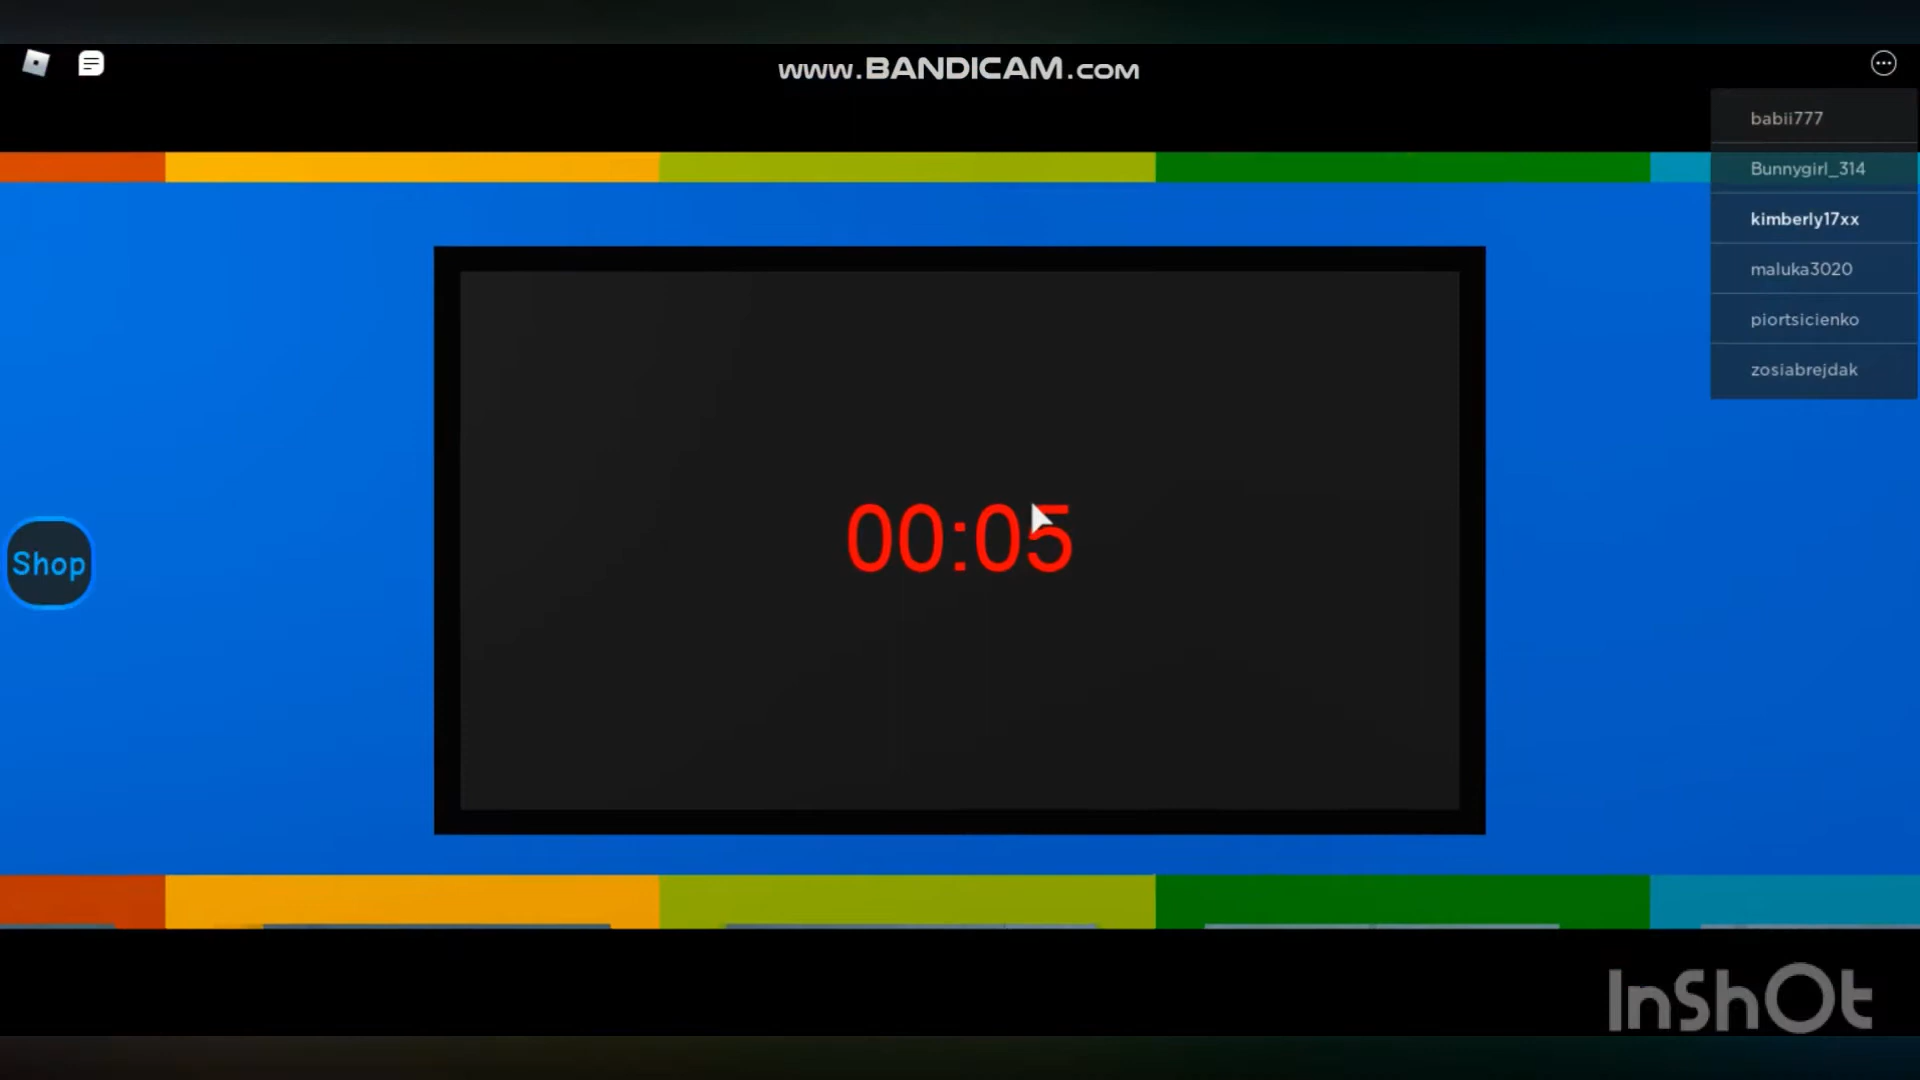 www.BANDICAM.COM
babii777
Bunnygirl_314
kimberly17xx
maluka3020
piortsicienko
zosiabrejdak
00:05
Shop
InShOt